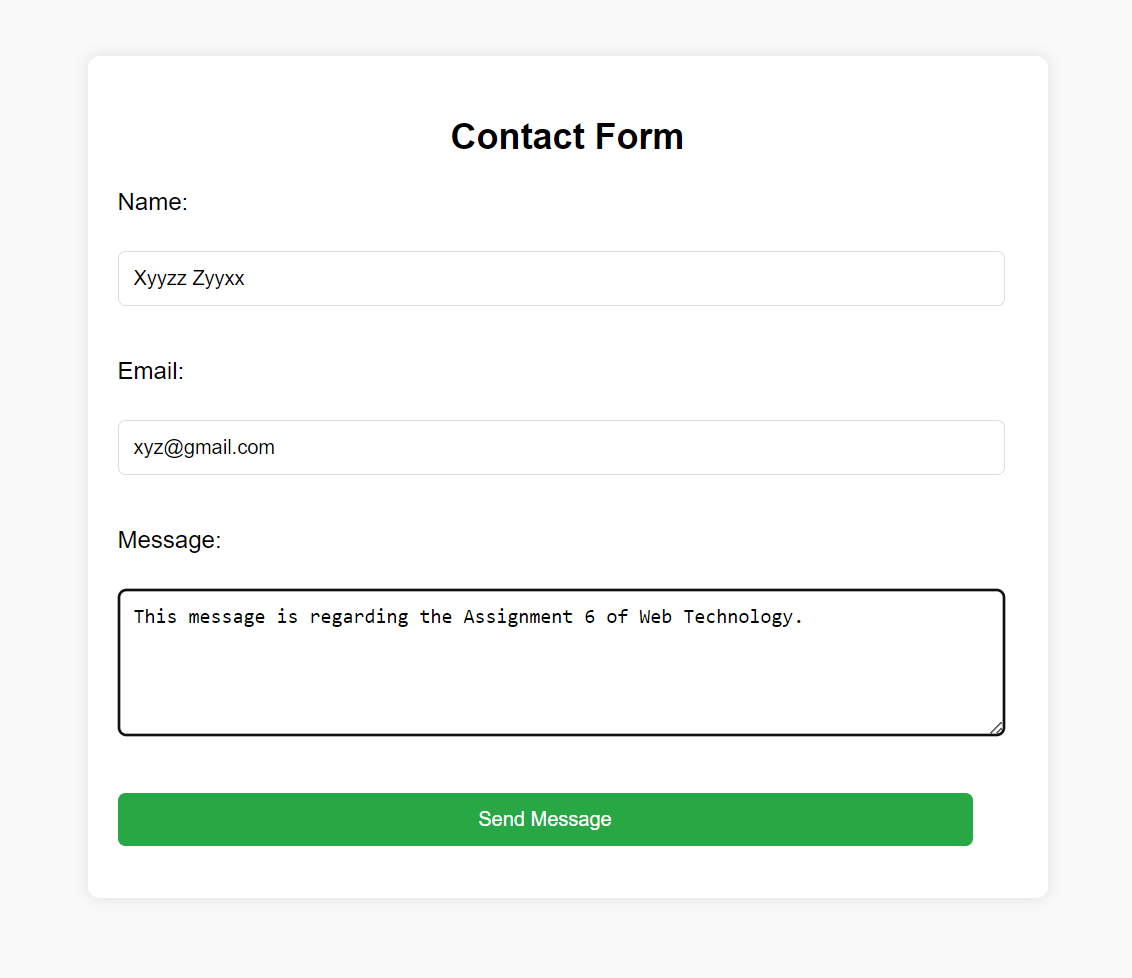 Contact Form
Name:
Xyyzz Zyyxx
Email:
xyz@gmail.com
Message:
This message is regarding the Assignment 6 of Web Technology.
Send Message